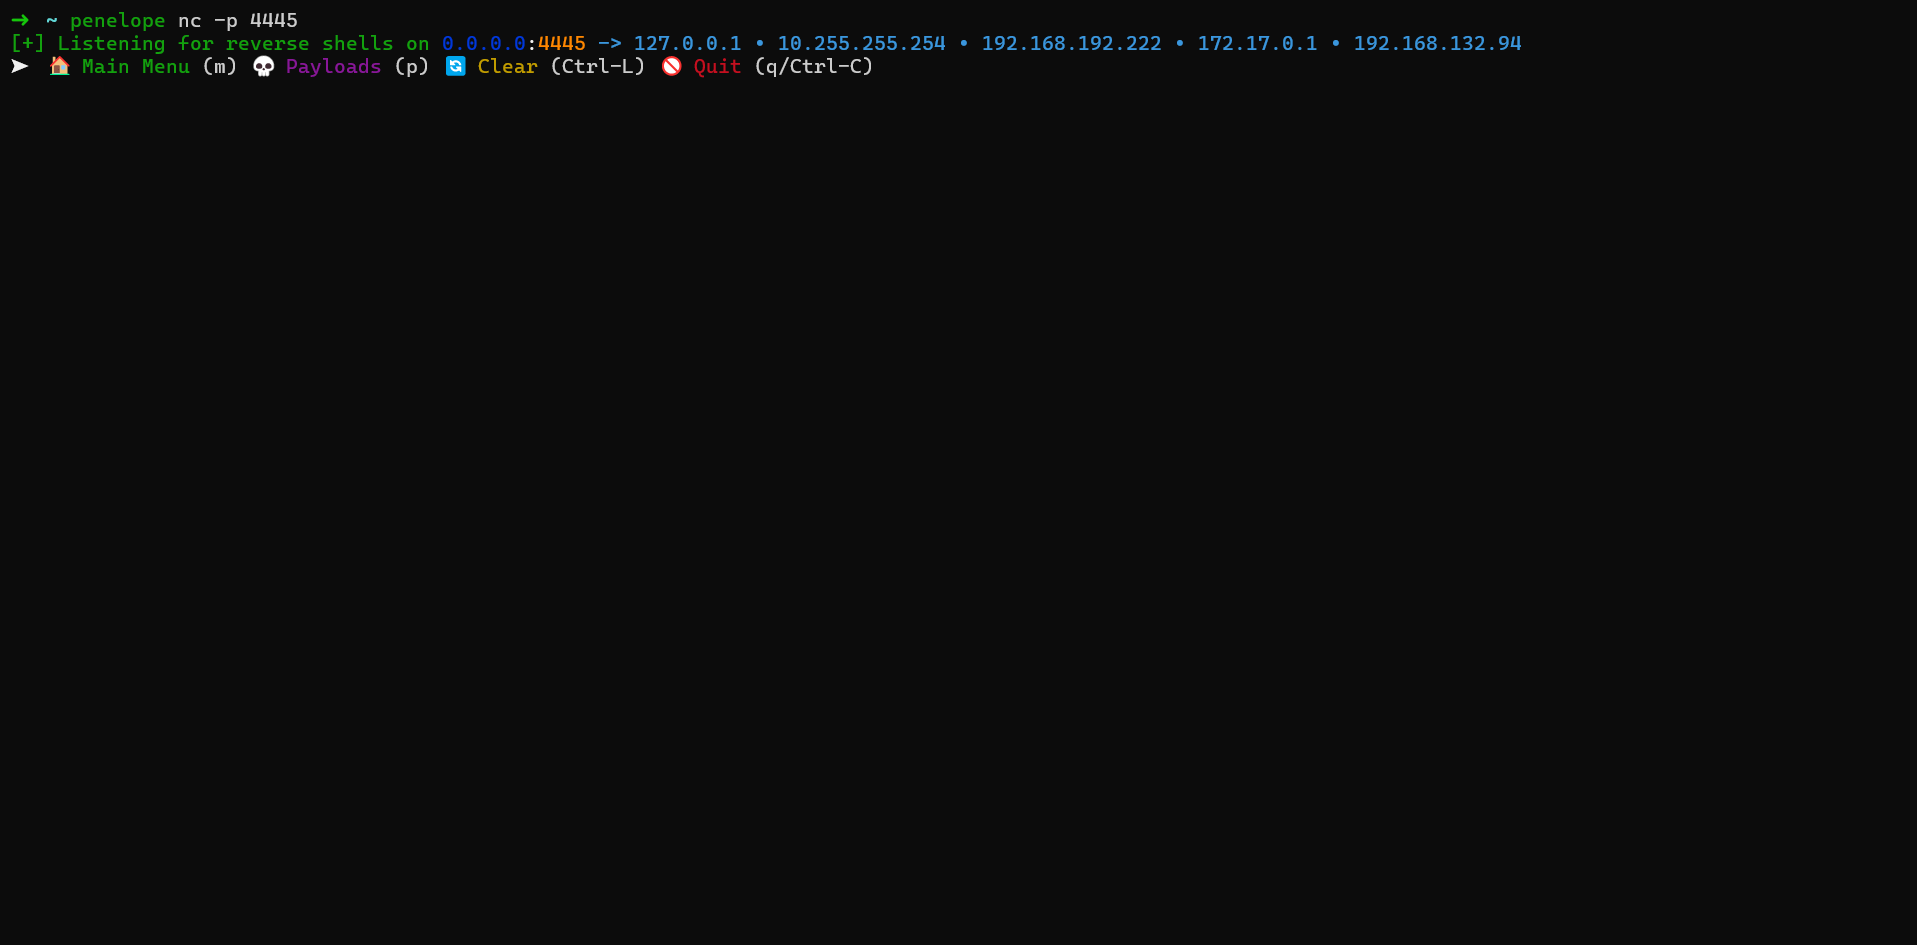 ➜ ~ penelope nc -p 4445
[+] Listening for reverse shells on 0.0.0.0:4445 -> 127.0.0.1 • 10.255.255.254 • 192.168.192.222 • 172.17.0.1 • 192.168.132.94
➤ 🏠 Main Menu (m) 💀 Payloads (p) 🔄 Clear (Ctrl-L) 🚫 Quit (q/Ctrl-C)